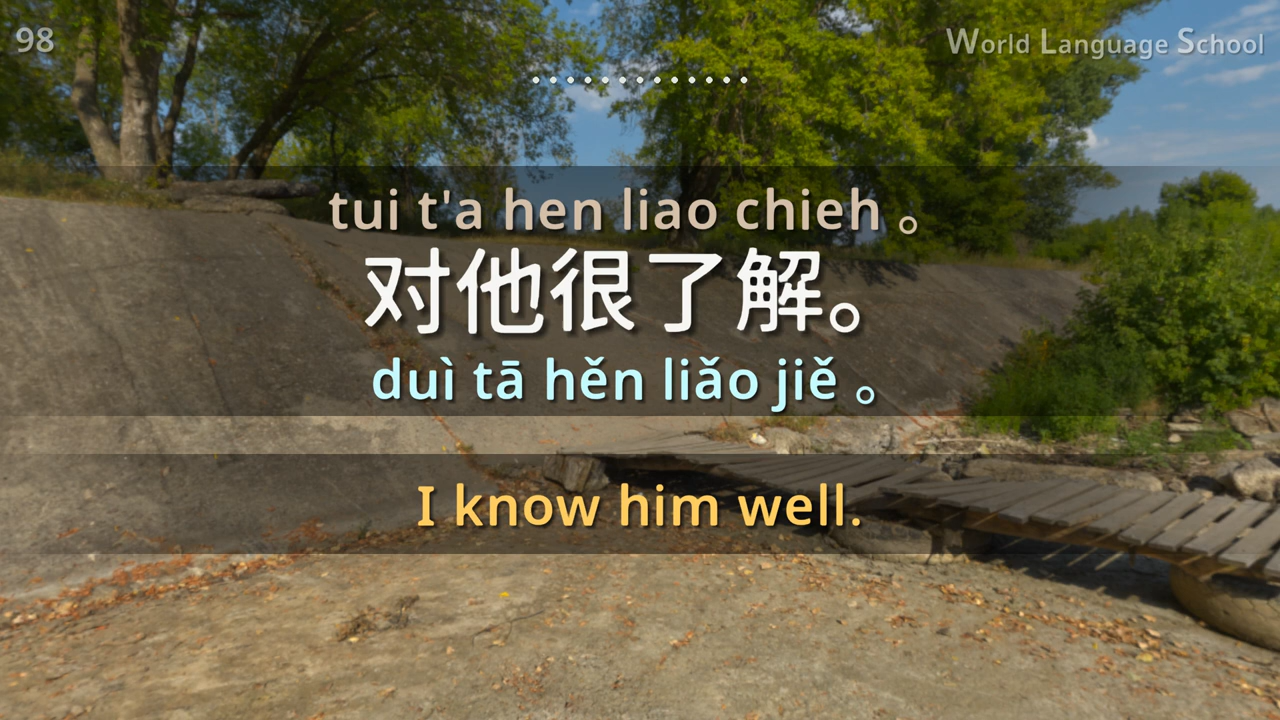 98
World Language School
tui t'a hen liao chieh 。
对他很了解。
duì tā hěn liǎo jiě 。
I know him well.